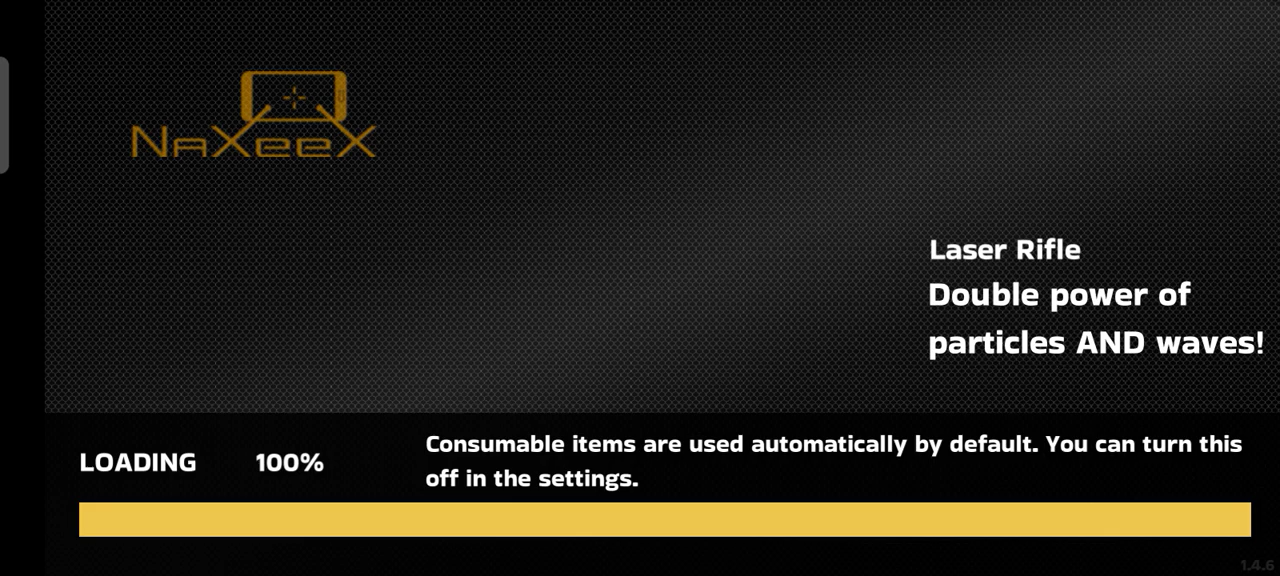 NaXeeX
Laser Rifle
Double power of
particles AND waves!
LOADING 100%
Consumable items are used automatically by default. You can turn this
off in the settings.
1.4.6